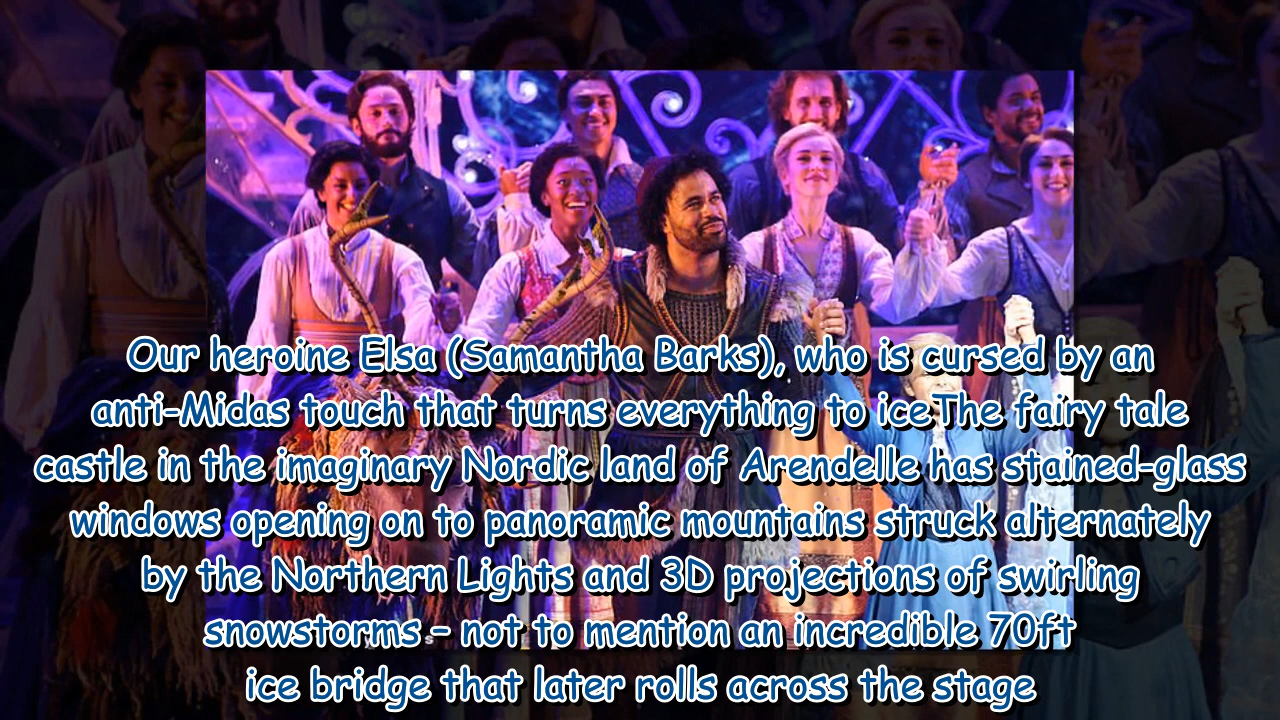 Our heroine Elsa (Samantha Barks), who is cursed by an
anti-Midas touch that turns everything to iceThe fairy tale
castle in the imaginary Nordic land of Arendelle has stained-glass
windows opening on to panoramic mountains struck alternately
by the Northern Lights and 3D projections of swirling
snowstorms – not to mention an incredible 70ft
ice bridge that later rolls across the stage